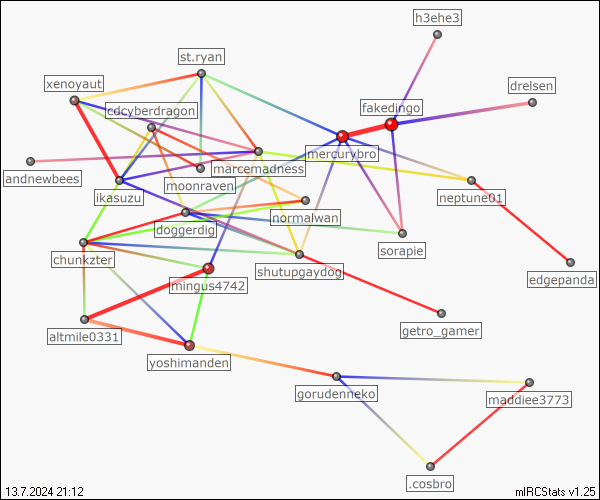 h3ehe3
st.ryan
xenoyaut
drelsen
cdcyberdragon
fakedingo
mercurybro
marcemadness
andnewbees
moonraven
ikasuzu
neptune01
normalwan
doggerdig
sorapie
chunkzter
shutupgaydog
edgepanda
mingus4742
getro_gamer
altmile0331
yoshimanden
gorudenneko
maddiee3773
.cosbro
13.7.2024 21:12
mIRCStats v1.25